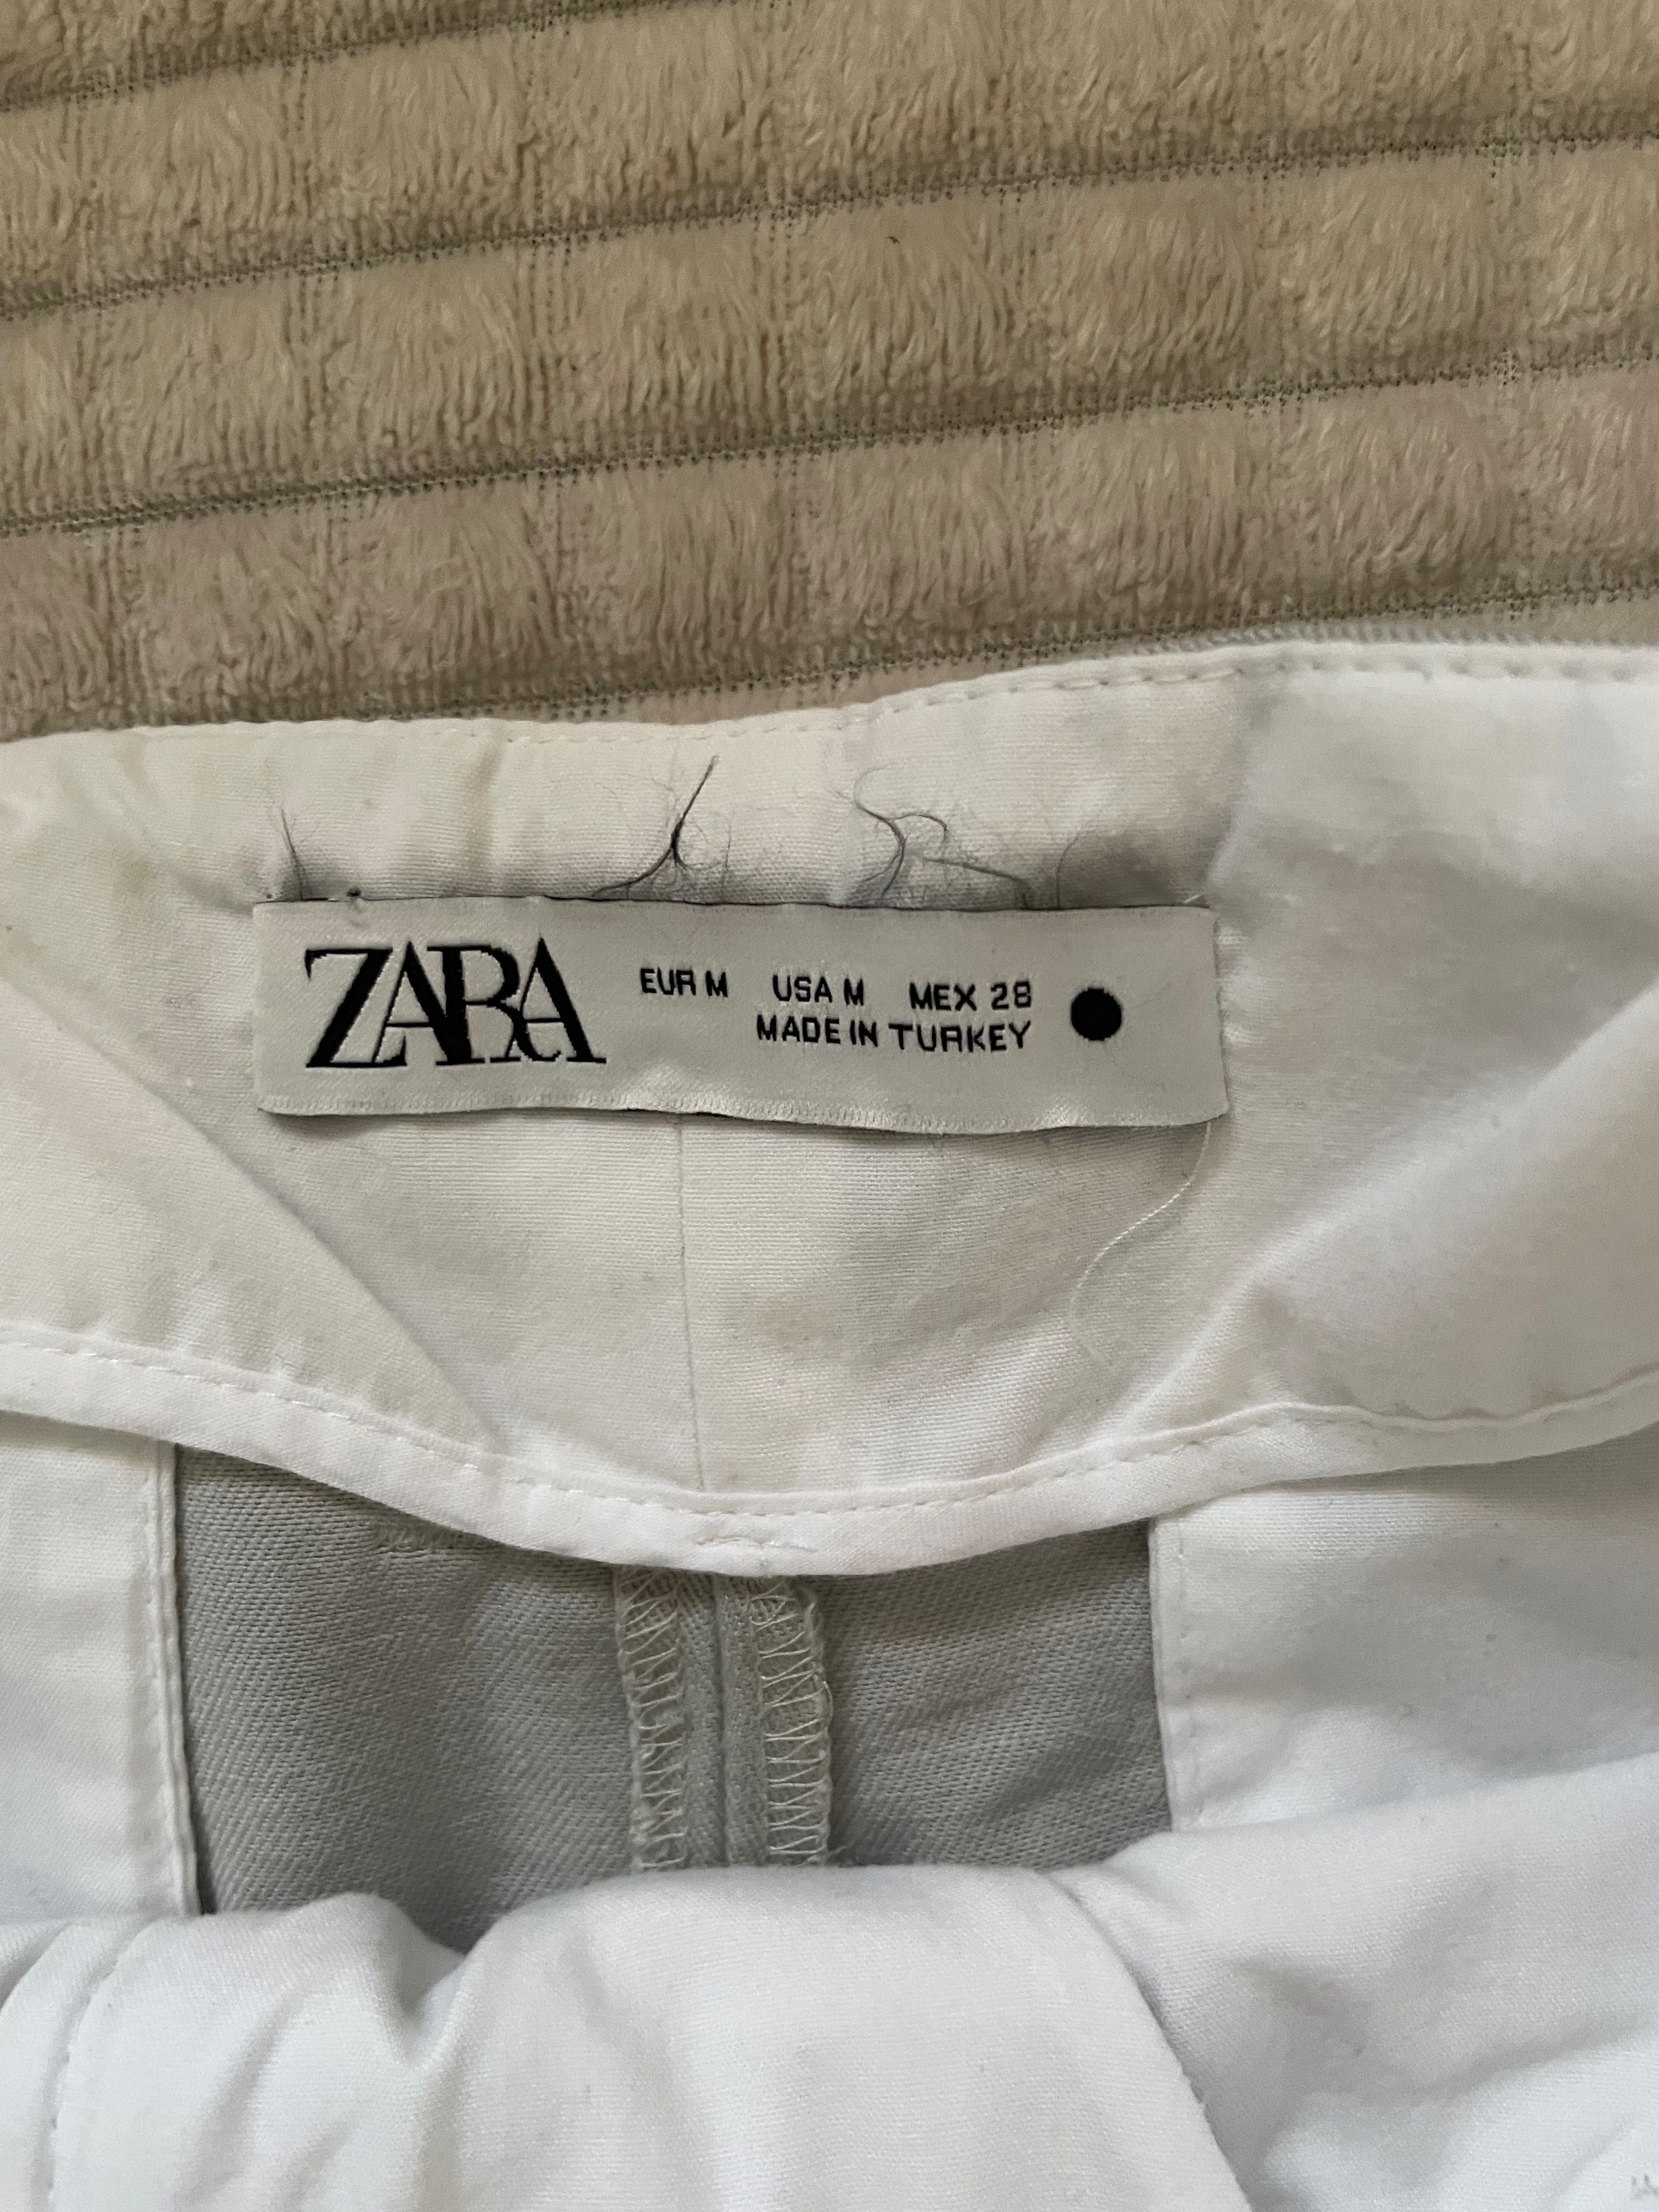 ZARA
EUR M USA M MEX 28
MADE IN TURKEY